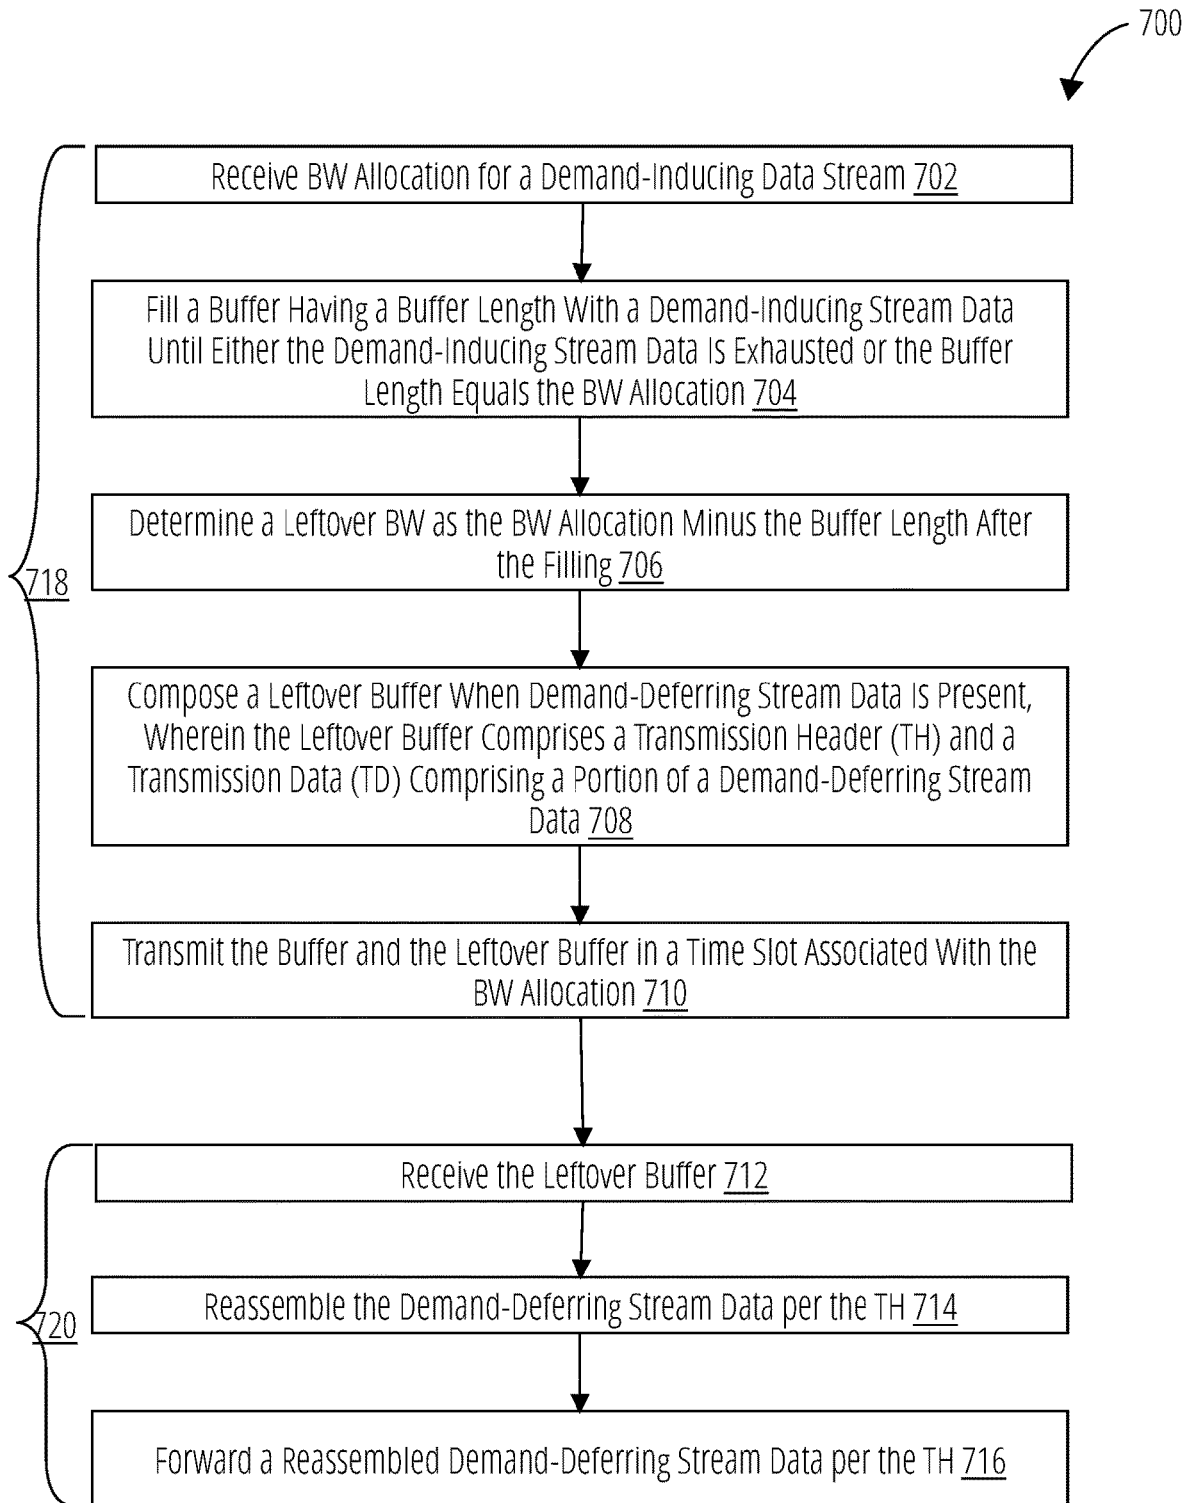 700
Receive BW Allocation for a Demand-Inducing Data Stream 702
Fill a Buffer Having a Buffer Length With a Demand-Inducing Stream Data
Until Either the Demand-Inducing Stream Data Is Exhausted or the Buffer
Length Equals the BW Allocation 704
Determine a Leftover BW as the BW Allocation Minus the Buffer Length After
the Filling 706
718
Compose a Leftover Buffer When Demand-Deferring Stream Data Is Present,
Wherein the Leftover Buffer Comprises a Transmission Header (TH) and a
Transmission Data (TD) Comprising a Portion of a Demand-Deferring Stream
Data 708
Transmit the Buffer and the Leftover Buffer in a Time Slot Associated With the
BW Allocation 710
Receive the Leftover Buffer 712
Reassemble the Demand-Deferring Stream Data per the TH 714
720
Forward a Reassembled Demand-Deferring Stream Data per the TH 716